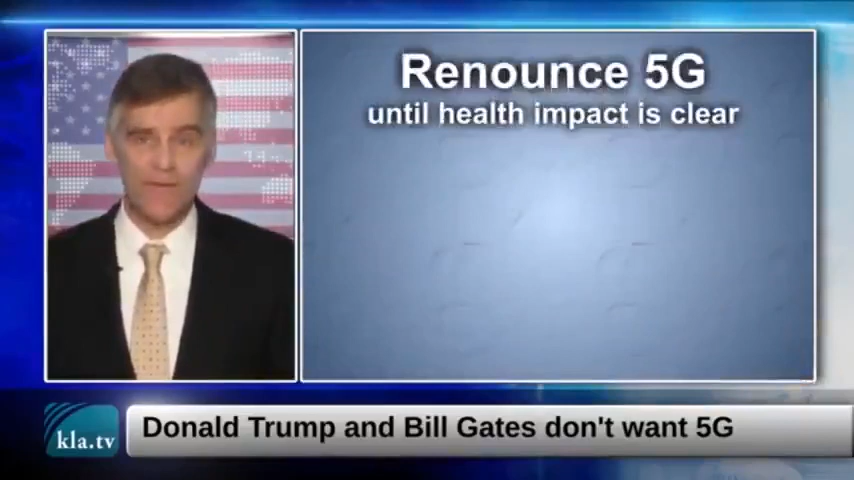 Renounce 5G
until health impact is clear
kla.tv
Donald Trump and Bill Gates don't want 5G